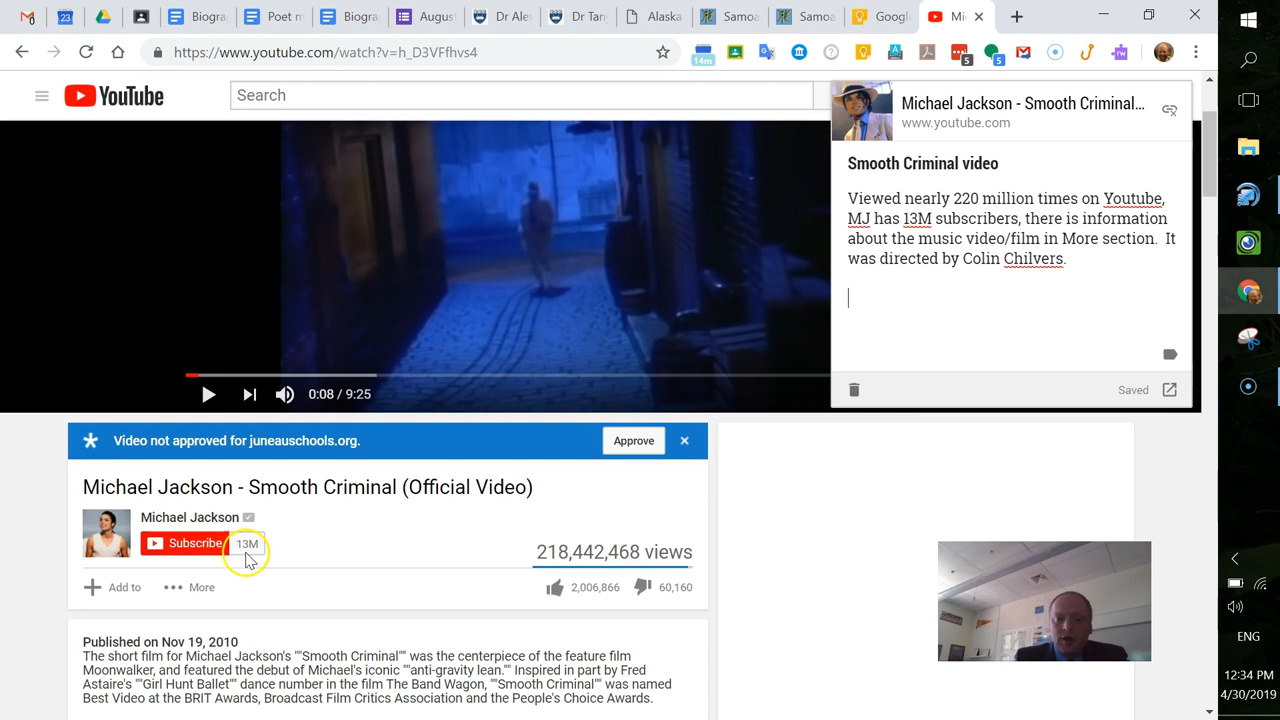 Biogra
Poet m
Biogra
Augus
Dr Ale
Dr Tan
Alaska
Samoa
Samoa
Googl
Mi
https://www.youtube.com/watch?v=h_D3VFfhvs4
14m
5
5
rw
YouTube
Search
Michael Jackson - Smooth Criminal...
www.youtube.com
Smooth Criminal video
Viewed nearly 220 million times on Youtube,
MJ has 13M subscribers, there is information
about the music video/film in More section. It
was directed by Colin Chilvers.
Saved
0:08 / 9:25
Video not approved for juneauschools.org.
Approve
Michael Jackson - Smooth Criminal (Official Video)
Michael Jackson
Subscribe 13M
218,442,468 views
Add to
More
2,006,866
60,160
Published on Nov 19, 2010
The short film for Michael Jackson's ""Smooth Criminal"" was the centerpiece of the feature film
Moonwalker, and featured the debut of Michael's iconic ""anti-gravity lean."" Inspired in part by Fred
Astaire's ""Girl Hunt Ballet"" dance number in the film The Band Wagon, ""Smooth Criminal"" was named
Best Video at the BRIT Awards, Broadcast Film Critics Association and the People's Choice Awards.
ENG
12:34 PM
4/30/2019